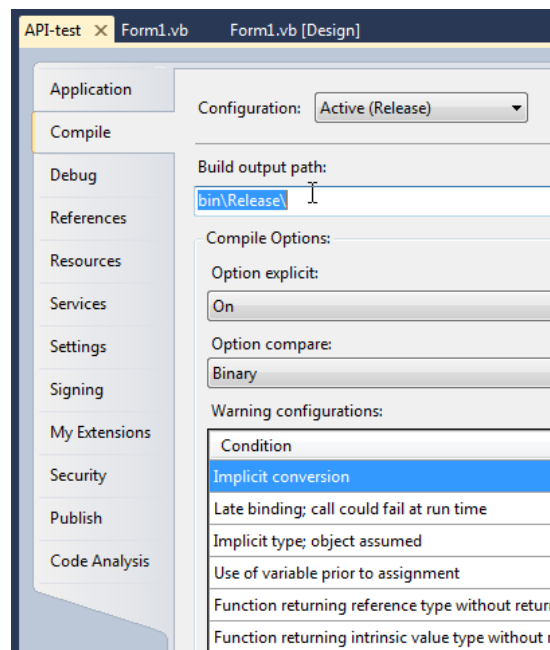 API-test Form1.vb Form1.vb [Design]
Application
Compile
Debug
References
Resources
Services
Settings
Signing
My Extensions
Security
Publish
Code Analysis
Configuration: Active (Release)
Build output path:
bin\Release\
Compile Options:
Option explicit:
On
Option compare:
Binary
Warning configurations:
Condition
Implicit conversion
Late binding; call could fail at run time
Implicit type; object assumed
Use of variable prior to assignment
Function returning reference type without
Function returning intrinsic value type without